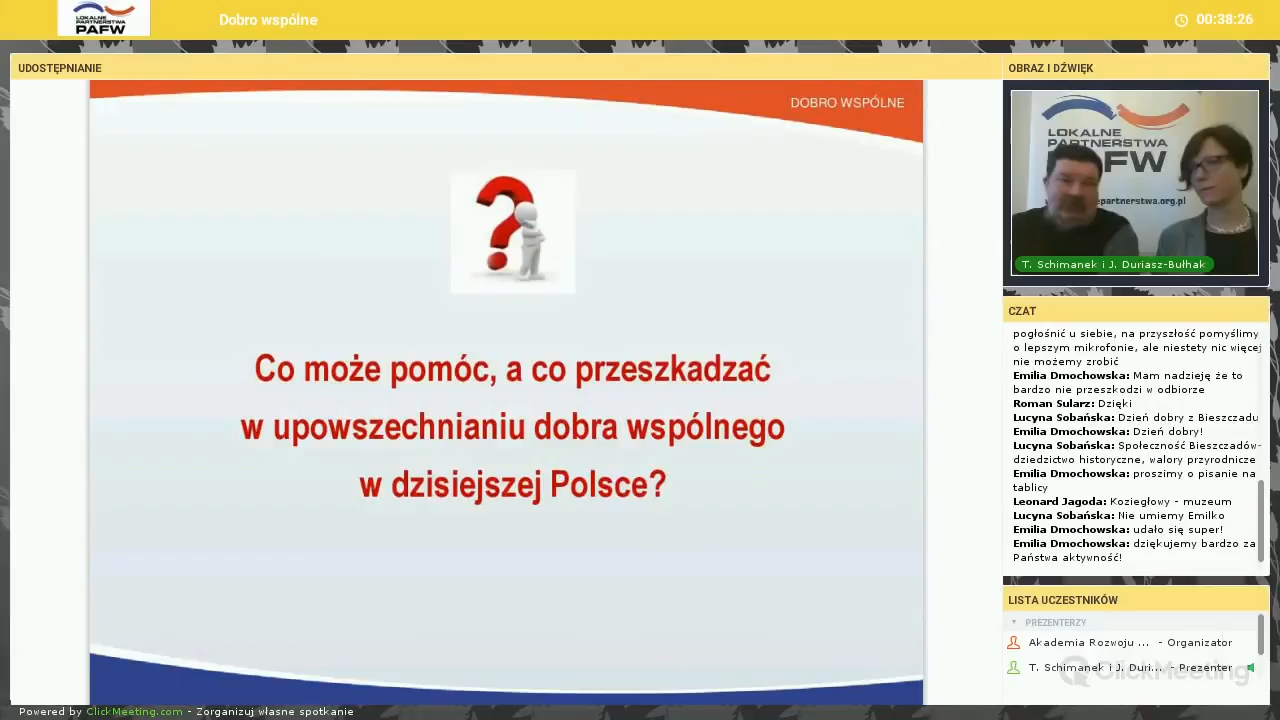 LOKALNE
PARTNERSTWA
PAFW
Dobro wspólne
00:38:26
UDOSTĘPNIANIE
DOBRO WSPÓLNE
Co może pomóc, a co przeszkadzać
w upowszechnianiu dobra wspólnego
w dzisiejszej Polsce?
OBRAZ I DŹWIĘK
LOKALNE
PARTNERSTWA
PAFW
epartnerstwa.org.pl
T. Schimanek i J. Duriasz-Bułhak
CZAT
pogłośnić u siebie, na przyszłość pomyślimy
o lepszym mikrofonie, ale niestety nic więcej
nie możemy zrobić
Emilia Dmochowska: Mam nadzieję że to
bardzo nie przeszkodzi w odbiorze
Roman Sularz: Dzięki
Lucyna Sobańska: Dzień dobry z Bieszczadu
Emilia Dmochowska: Dzień dobry!
Lucyna Sobańska: Społeczność Bieszczadów-
dziedzictwo historyczne, walory przyrodnicze
Emilia Dmochowska: proszimy o pisanie na
tablicy
Leonard Jagoda: Koziegłowy - muzeum
Lucyna Sobańska: Nie umiemy Emilko
Emilia Dmochowska: udało się super!
Emilia Dmochowska: dziękujemy bardzo za
Państwa aktywność!
LISTA UCZESTNIKÓW
PREZENTERZY
Akademia Rozwoju ... - Organizator
T. Schimanek i J. Duri... - Prezenter
ClickMeeting
Powered by ClickMeeting.com - Zorganizuj własne spotkanie